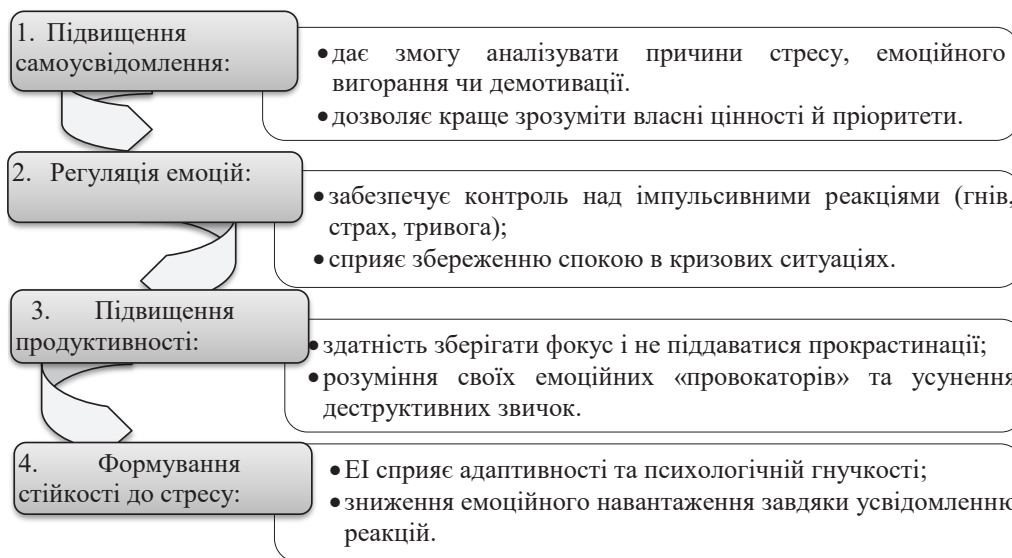 1. Підвищення
самоусвідомлення:
• дає змогу аналізувати причини стресу, емоційного
вигорання чи демотивації.
• дозволяє краще зрозуміти власні цінності й пріоритети.
2. Регуляція емоцій:
• забезпечує контроль над імпульсивними реакціями (гнів,
страх, тривога);
• сприяє збереженню спокою в кризових ситуаціях.
3. Підвищення
продуктивності:
• здатність зберігати фокус і не піддаватися прокрастинації;
• розуміння своїх емоційних «провокаторів» та усунення
деструктивних звичок.
4. Формування
стійкості до стресу:
• ЕІ сприяє адаптивності та психологічній гнучкості;
• зниження емоційного навантаження завдяки усвідомленню
реакцій.